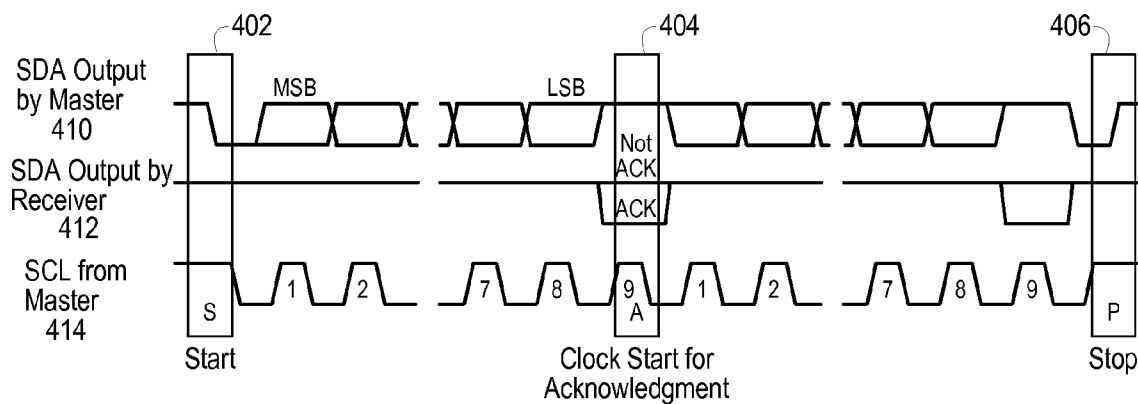 402
404
406
SDA Output
by Master
410
MSB
LSB
Not
ACK
SDA Output by
Receiver
412
ACK
SCL from
Master
414
S
1
2
7
8
9
A
1
2
7
8
9
P
Start
Clock Start for
Acknowledgment
Stop